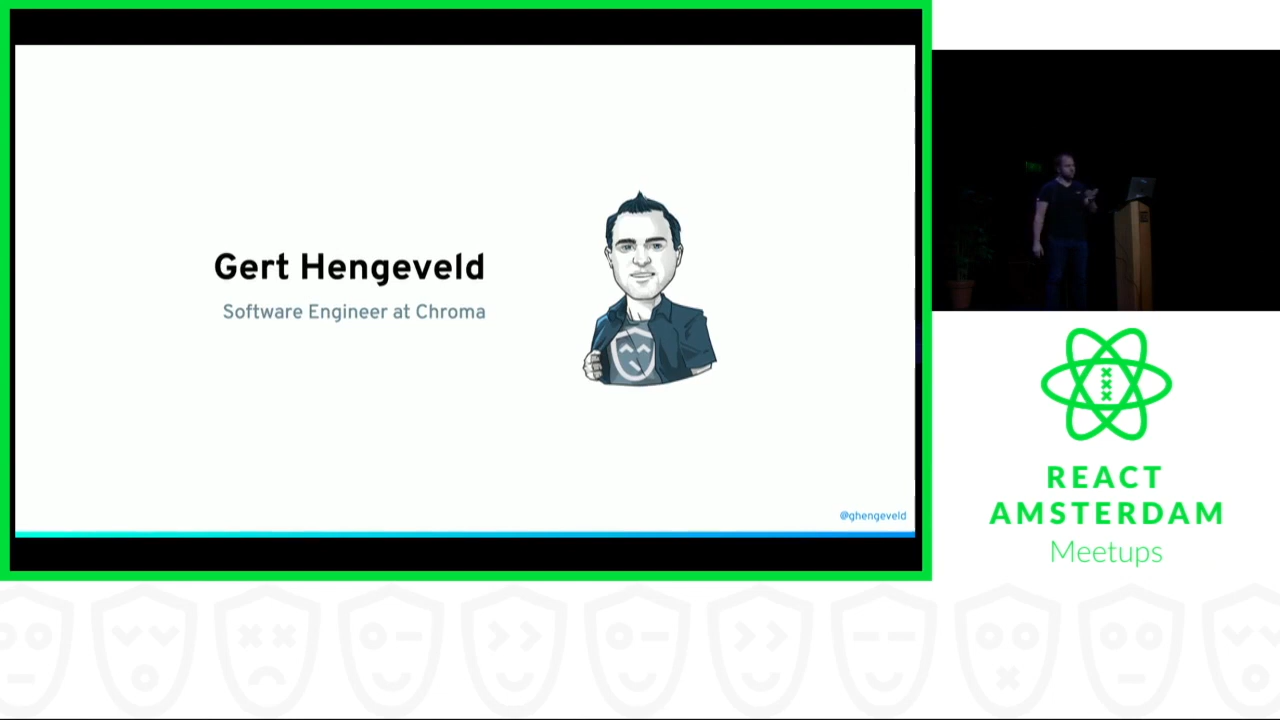 Gert Hengeveld
Software Engineer at Chroma
@ghengeveld
REACT
AMSTERDAM
Meetups